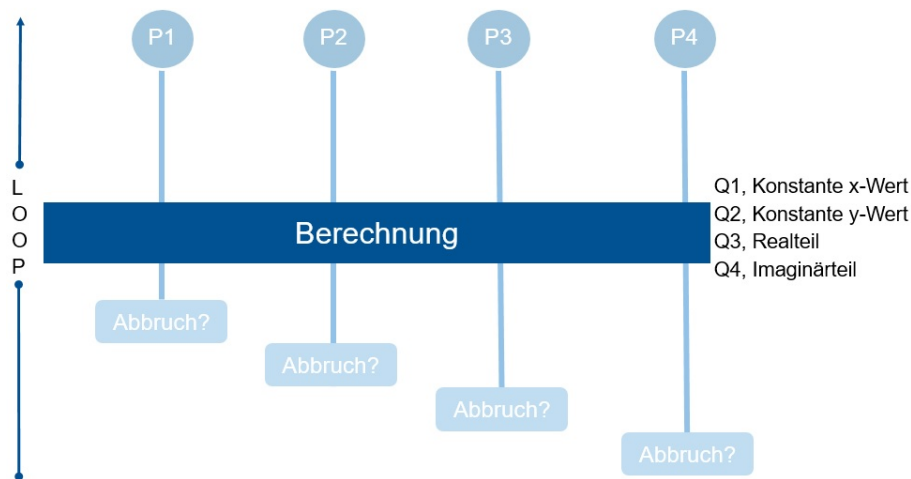 P1
P2
P3
P4
LOOP
Berechnung
Q1, Konstante x-Wert
Q2, Konstante y-Wert
Q3, Realteil
Q4, Imaginärteil
Abbruch?
Abbruch?
Abbruch?
Abbruch?